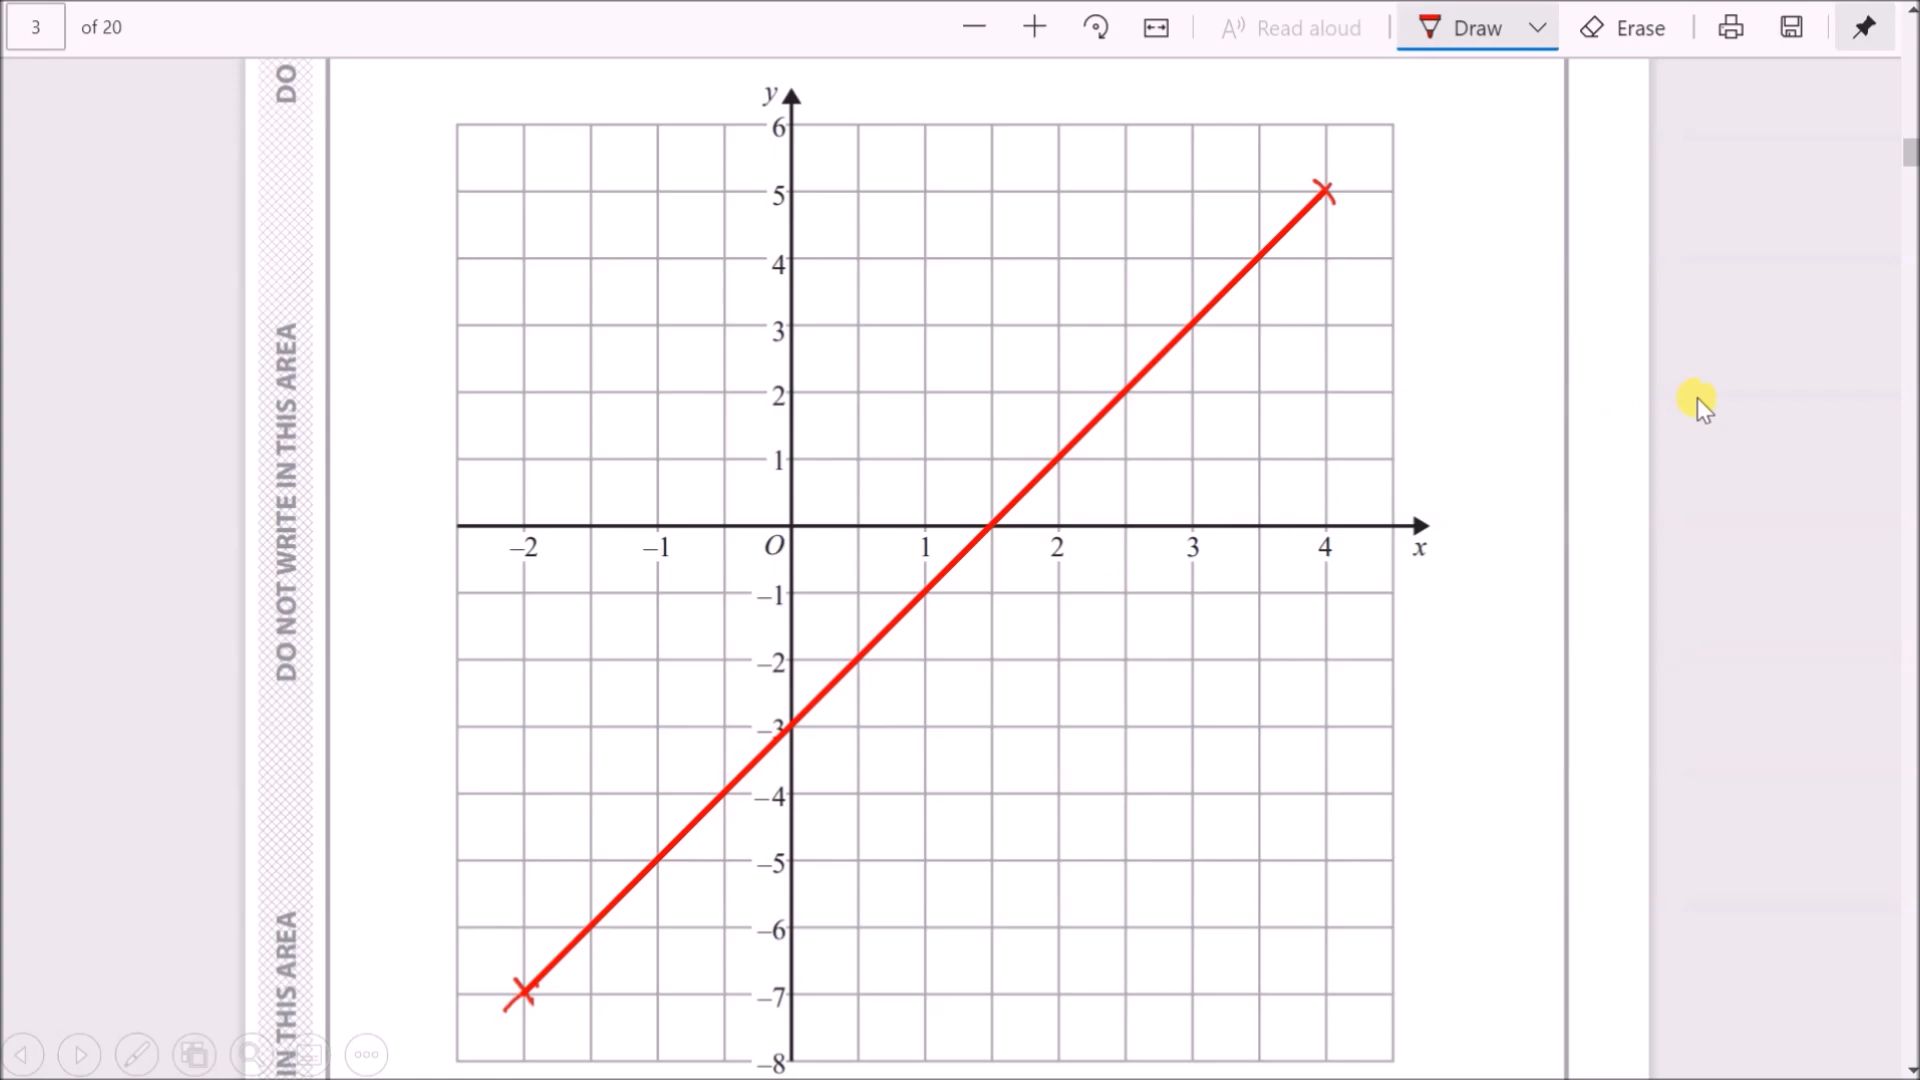 3 of 20 Read aloud Draw Erase
DO
DO NOT WRITE IN THIS AREA
IN THIS AREA
y
6
5
4
3
2
1
–2 –1 O 1 2 3 4 x
–1
–2
–3
–4
–5
–6
–7
–8